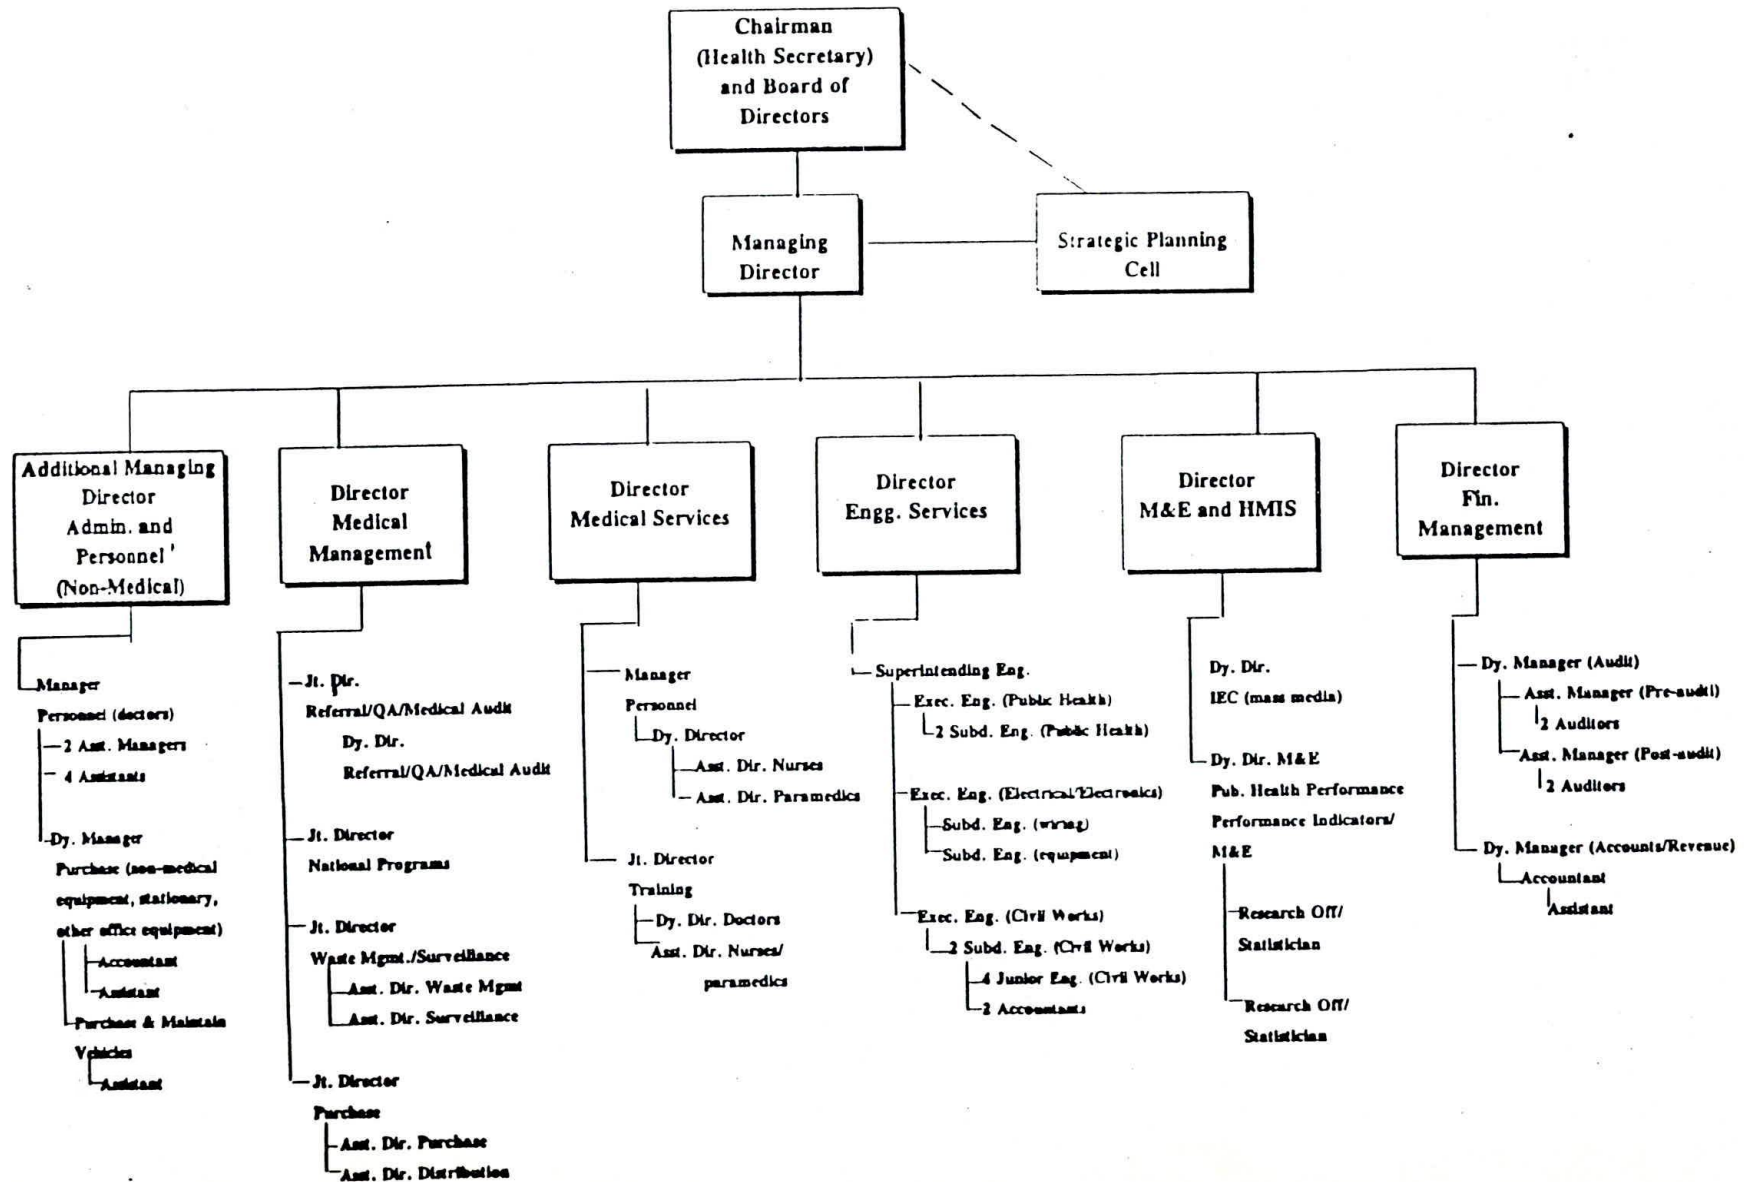 Chairman
(Health Secretary)
and Board of
Directors
Managing
Director
Strategic Planning
Cell
Additional Managing
Director
Admin. and
Personnel '
(Non-Medical)
Director
Medical
Management
Director
Medical Services
Director
Engg. Services
Director
M&E and HMIS
Director
Fin.
Management
Manager
Personnel (doctors)
2 Asst. Managers
4 Assistants
Dy. Manager
Purchase (non-medical
equipment, stationary,
other office equipment)
Accountant
Assistant
Purchase & Maintain
Vehicles
Assistant
Jt. Dir.
Referral/QA/Medical Audit
Dy. Dir.
Referral/QA/Medical Audit
Jt. Director
National Programs
Jt. Director
Waste Mgmt./Surveillance
Asst. Dir. Waste Mgmt
Asst. Dir. Surveillance
Jt. Director
Purchase
Asst. Dir. Purchase
Asst. Dir. Distribution
Manager
Personnel
Dy. Director
Asst. Dir. Nurses
Asst. Dir. Paramedics
Jt. Director
Training
Dy. Dir. Doctors
Asst. Dir. Nurses/
paramedics
Superintending Eng.
Exec. Eng. (Public Health)
2 Subd. Eng. (Public Health)
Exec. Eng. (Electrical/Electronics)
Subd. Eng. (wiring)
Subd. Eng. (equipment)
Exec. Eng. (Civil Works)
2 Subd. Eng. (Civil Works)
4 Junior Eng. (Civil Works)
2 Accountants
Dy. Dir.
IEC (mass media)
Dy. Dir. M&E
Pub. Health Performance
Performance Indicators/
M&E
Research Off/
Statistician
Research Off/
Statistician
Dy. Manager (Audit)
Asst. Manager (Pre-audit)
2 Auditors
Asst. Manager (Post-audit)
2 Auditors
Dy. Manager (Accounts/Revenue)
Accountant
Assistant